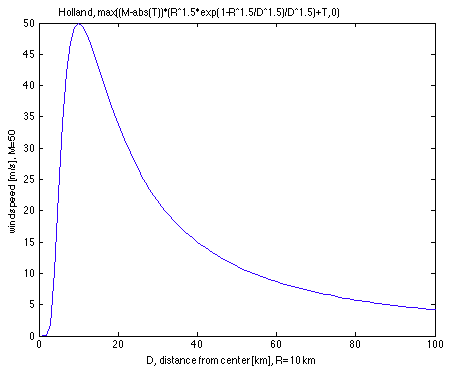 Holland, max((M-abs(T))*(R^1.5*exp(1-R^1.5/D^1.5)/D^1.5)+T,0)
50
45
40
35
30
25
20
15
10
5
0
windspeed [m/s], M=50
0 20 40 60 80 100
D, distance from center [km], R=10 km